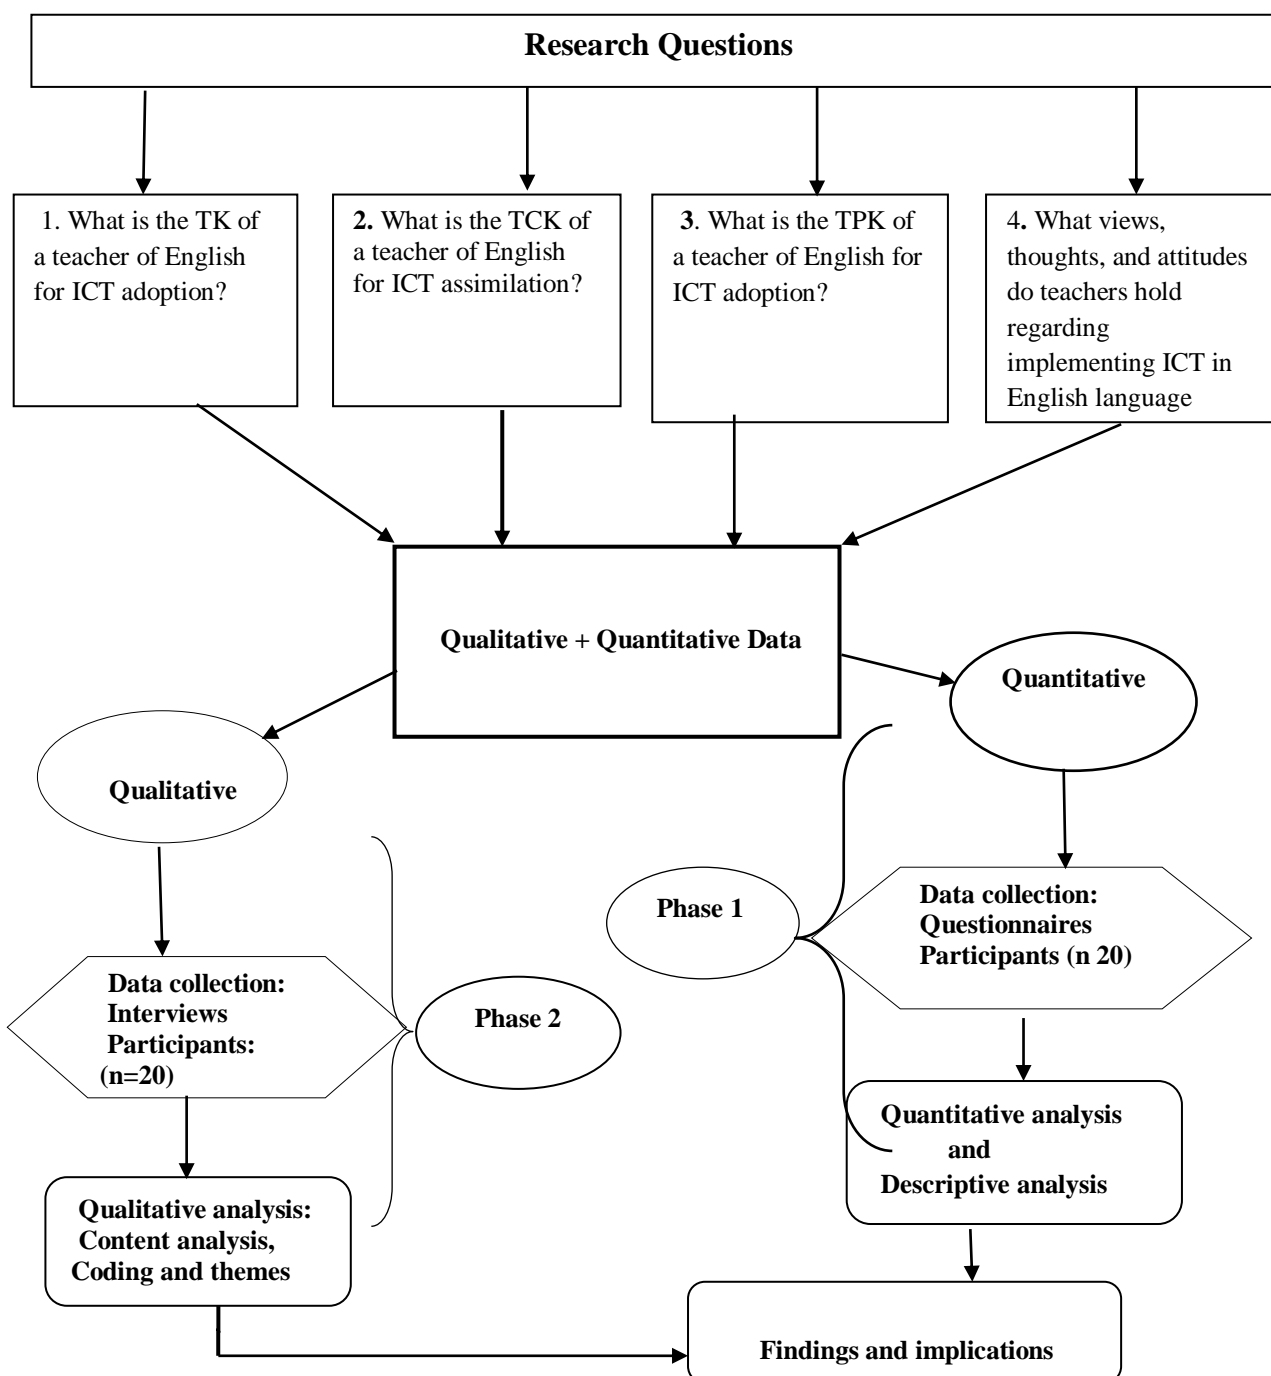 Research Questions
1. What is the TK of
a teacher of English
for ICT adoption?
2. What is the TCK of
a teacher of English
for ICT assimilation?
3. What is the TPK of
a teacher of English for
ICT adoption?
4. What views,
thoughts, and attitudes
do teachers hold
regarding
implementing ICT in
English language
Qualitative + Quantitative Data
Quantitative
Qualitative
Phase 1
Data collection:
Questionnaires
Participants (n 20)
Data collection:
Interviews
Participants:
(n=20)
Phase 2
Quantitative analysis
and
Descriptive analysis
Qualitative analysis:
Content analysis,
Coding and themes
Findings and implications